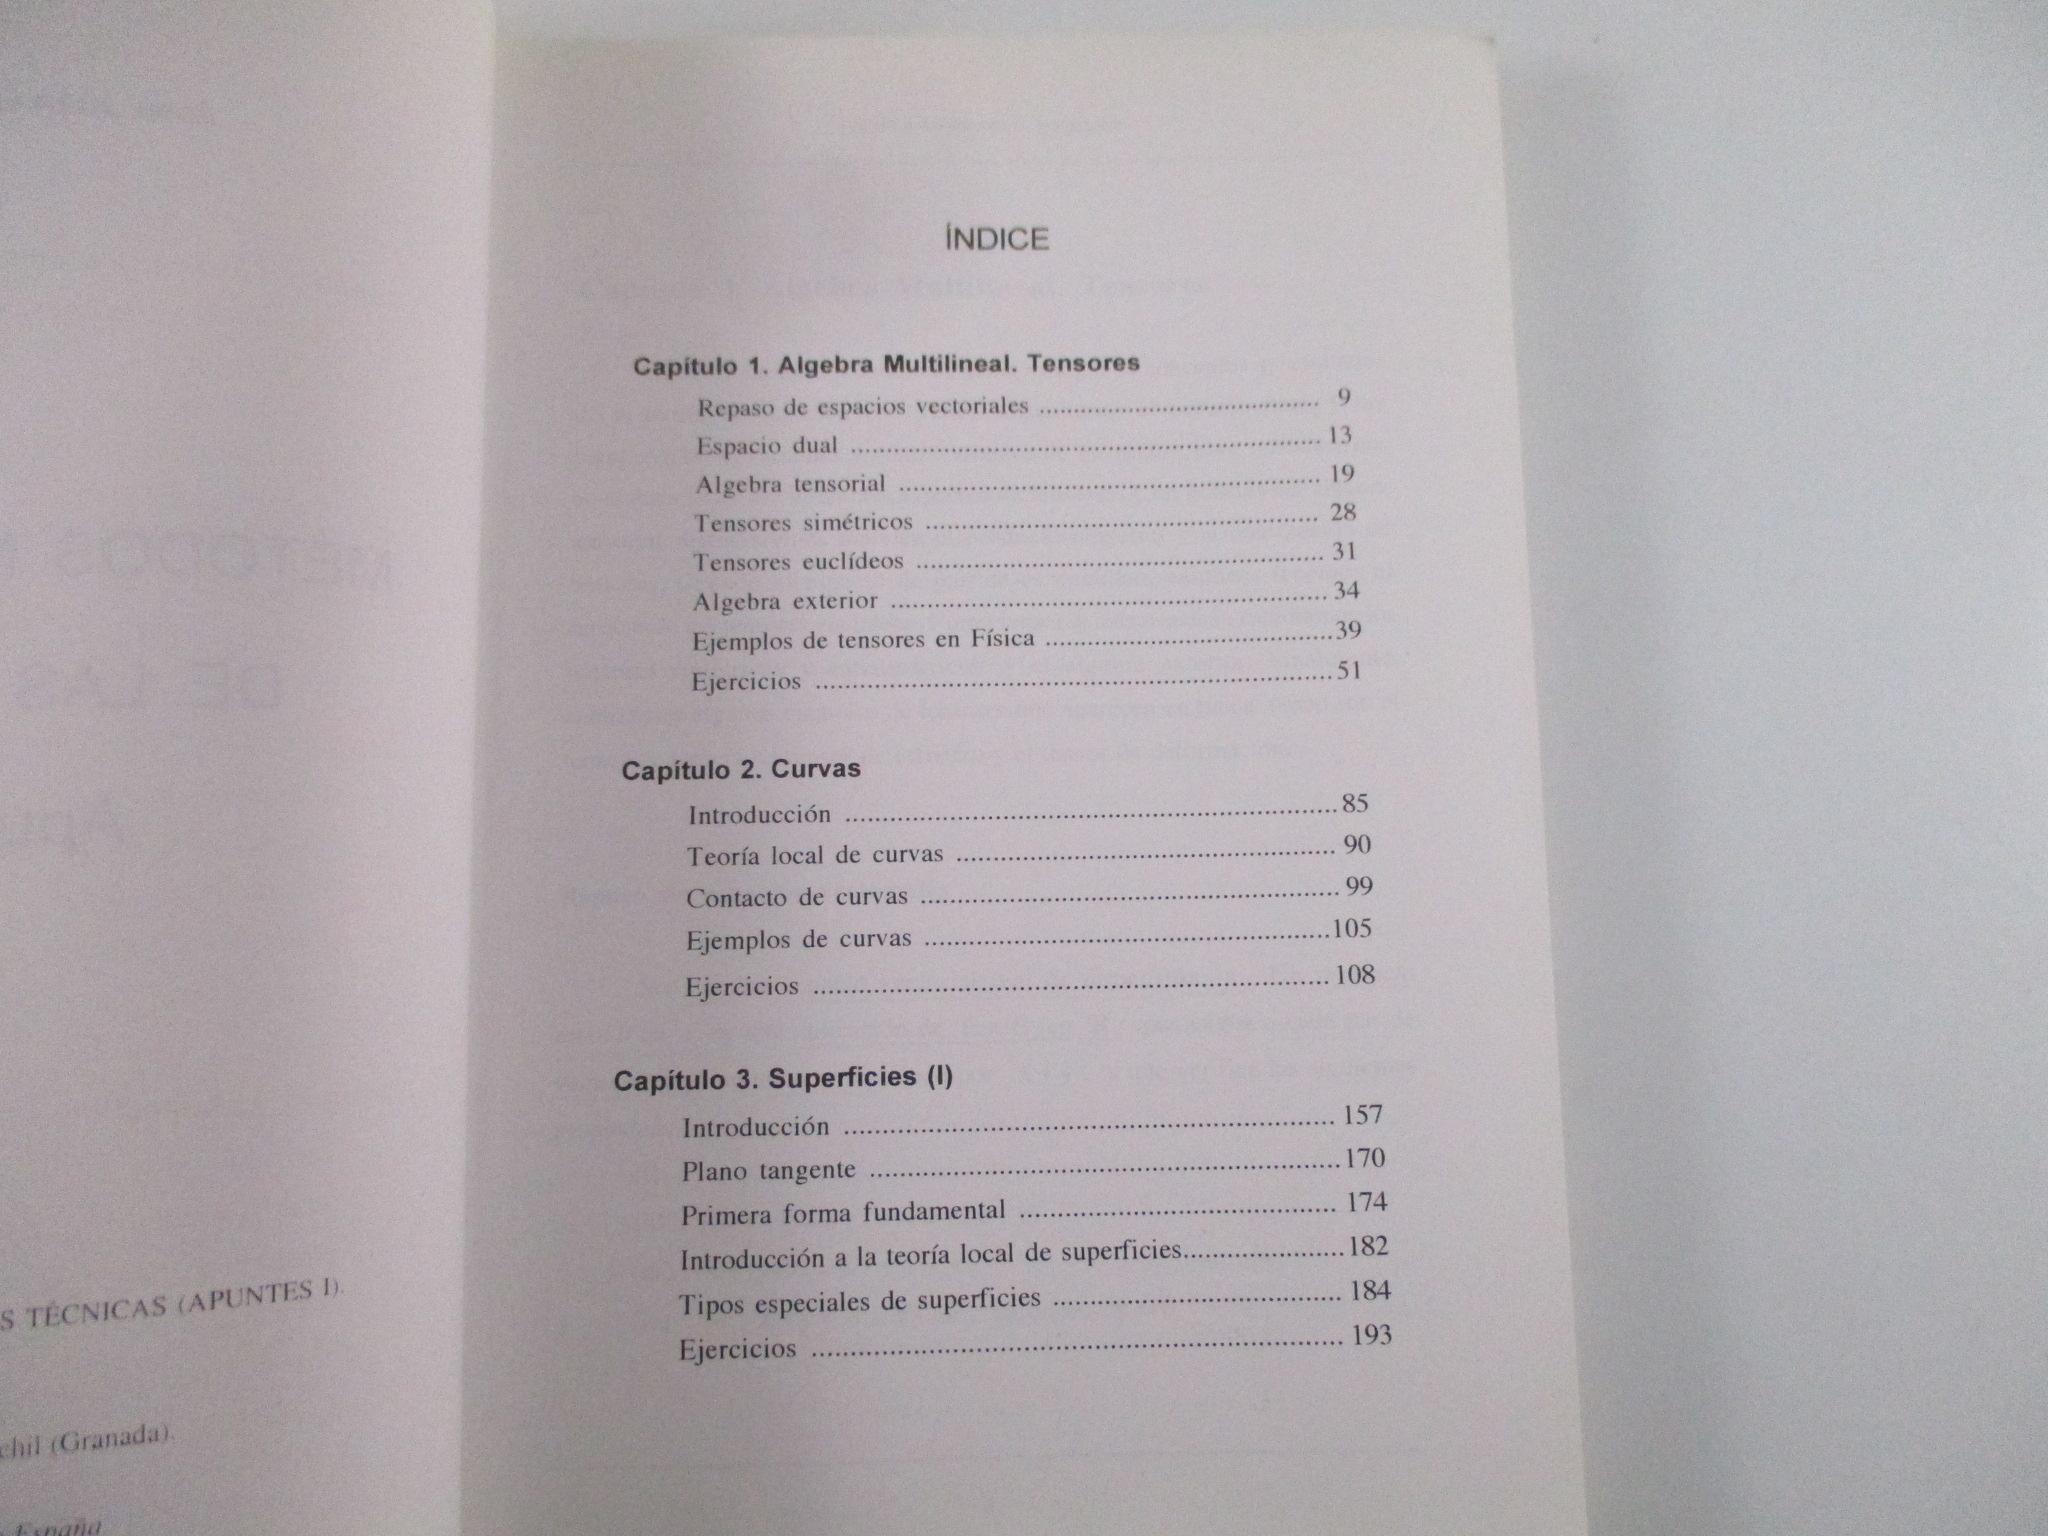 S TÉCNICAS (APUNTES I).
chil (Granada).
España
ÍNDICE
Capítulo 1. Algebra Multilineal. Tensores
Repaso de espacios vectoriales ........................................ 9
Espacio dual ........................................ 13
Algebra tensorial ........................................ 19
Tensores simétricos ........................................ 28
Tensores euclídeos ........................................ 31
Algebra exterior ........................................ 34
Ejemplos de tensores en Física ........................................39
Ejercicios ........................................51
Capítulo 2. Curvas
Introducción ........................................85
Teoría local de curvas ........................................ 90
Contacto de curvas ........................................ 99
Ejemplos de curvas ........................................105
Ejercicios ........................................ 108
Capítulo 3. Superficies (I)
Introducción ........................................ 157
Plano tangente ........................................170
Primera forma fundamental ........................................ 174
Introducción a la teoría local de superficies......................182
Tipos especiales de superficies ........................................ 184
Ejercicios ........................................ 193